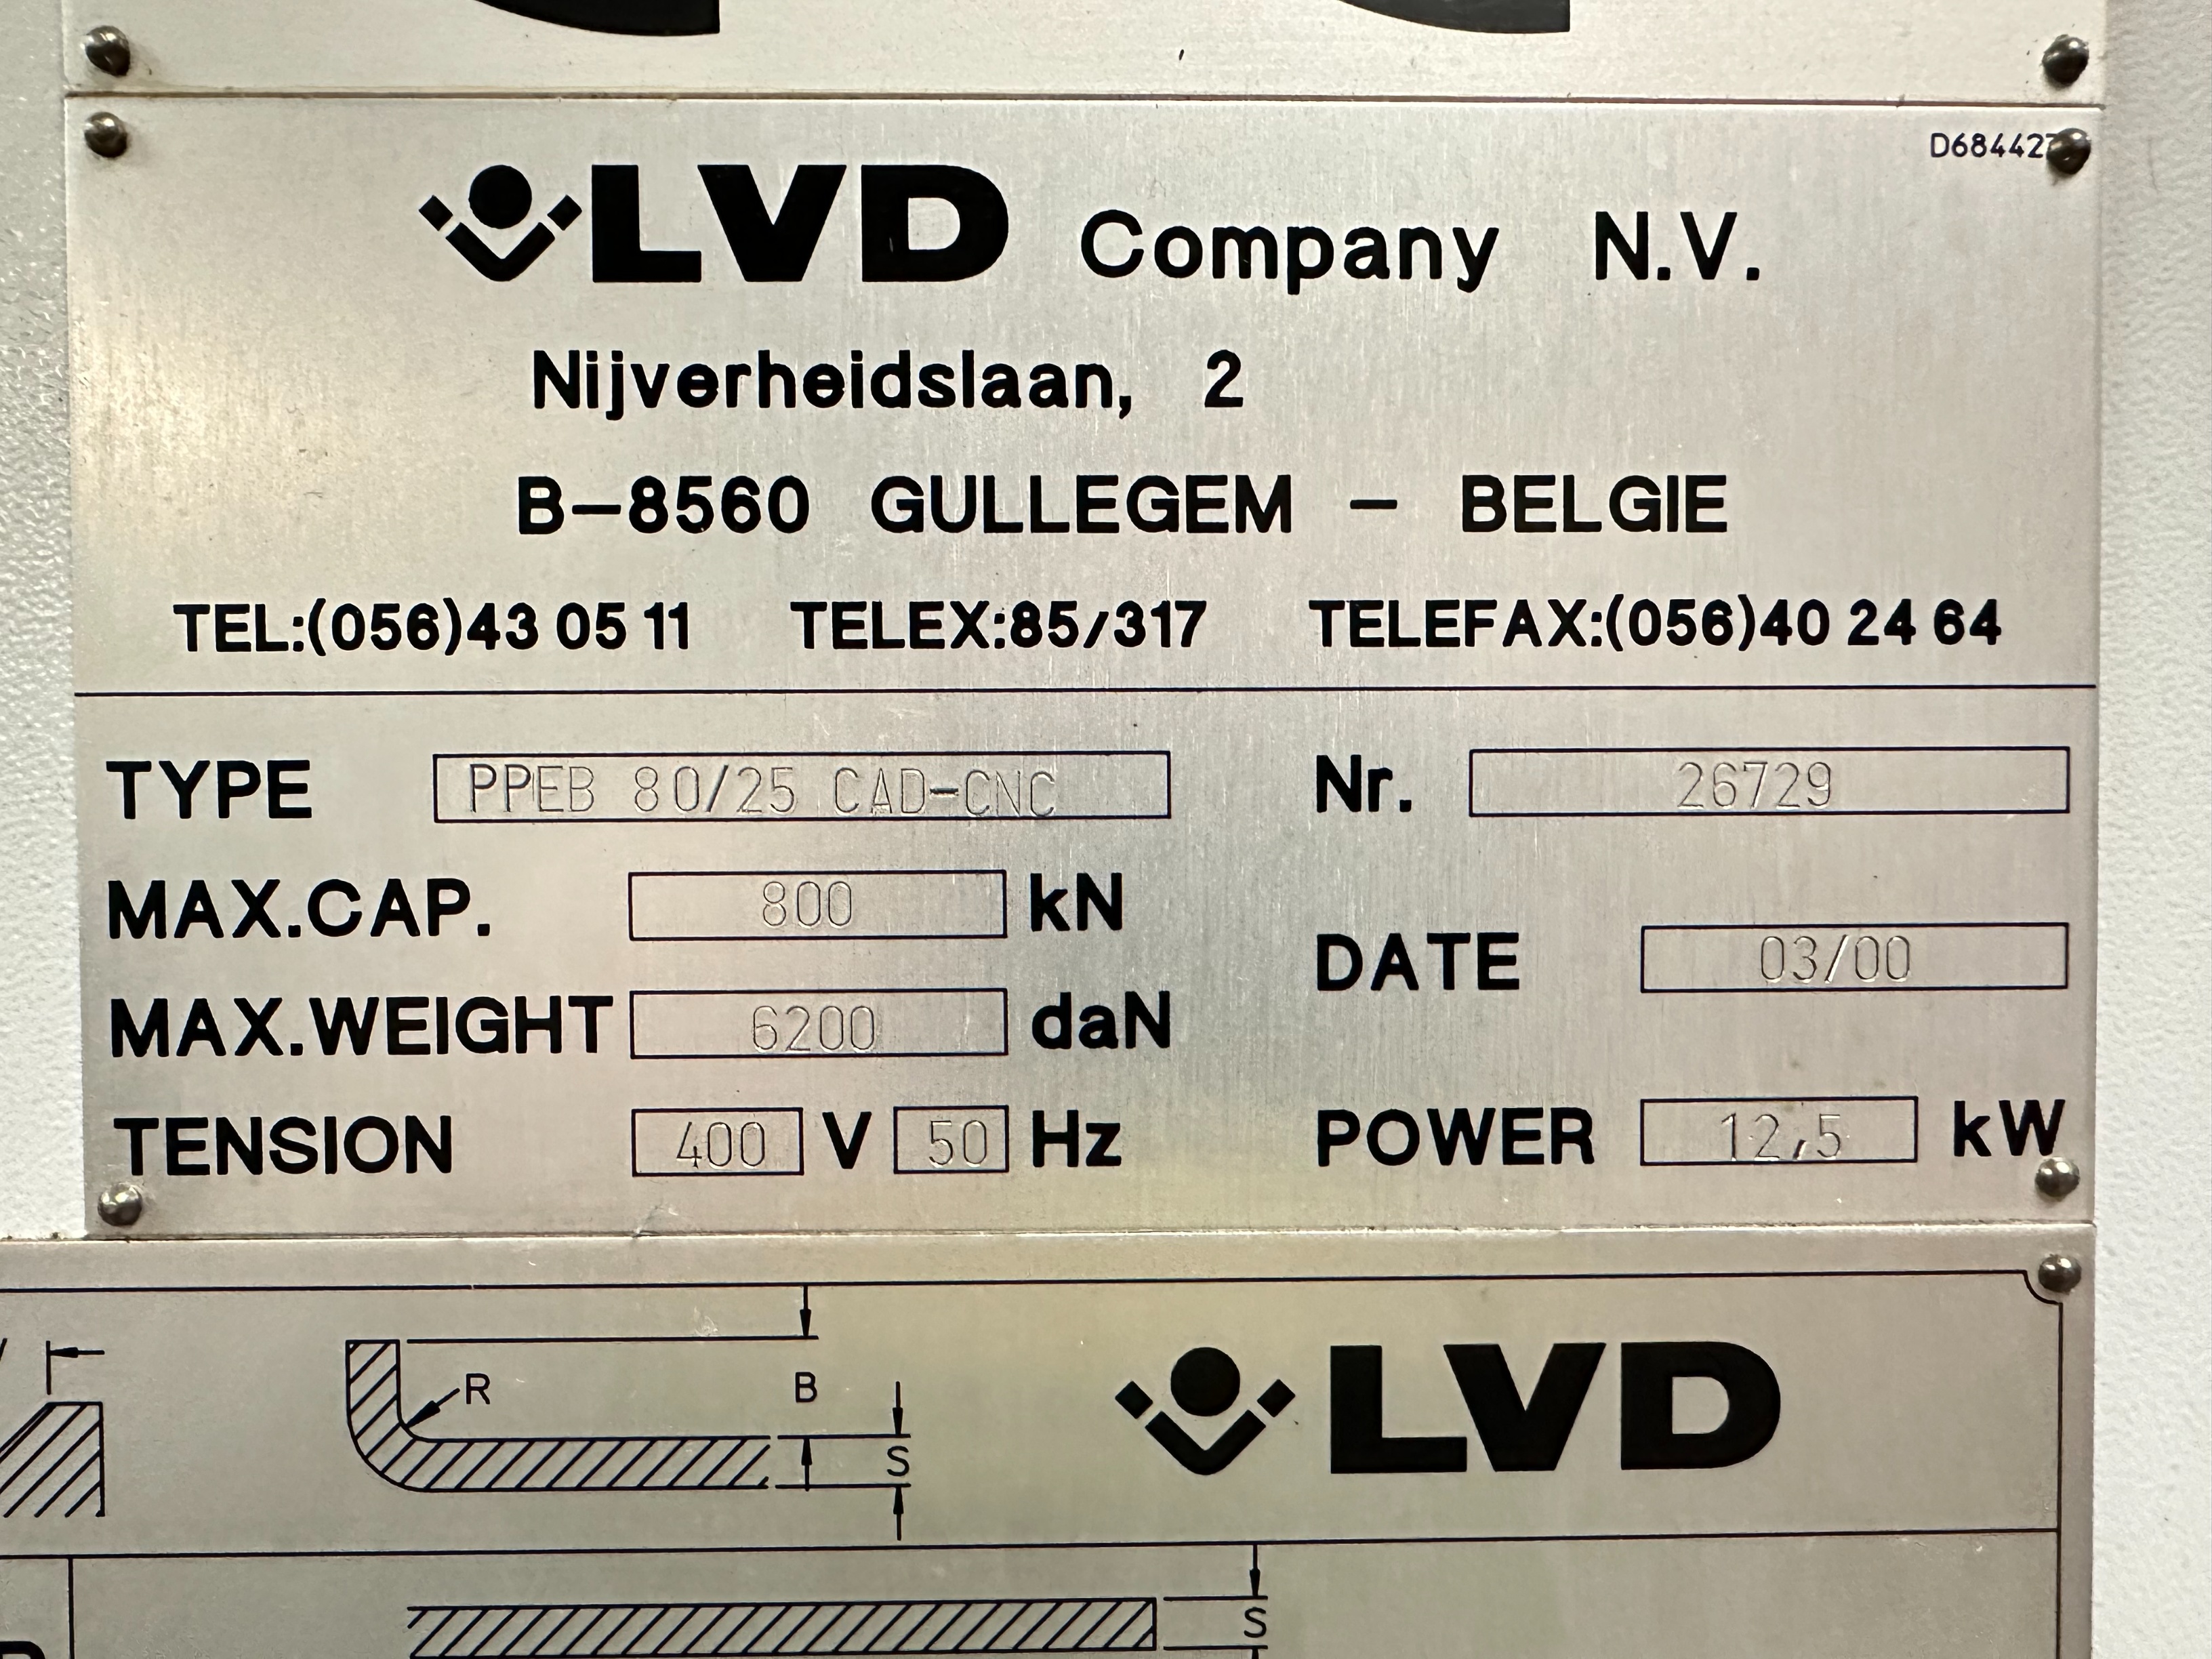 LVD Company N.V.
Nijverheidslaan, 2
B-8560 GULLEGEM - BELGIE
TEL:(056)43 05 11 TELEX:85/317 TELEFAX:(056)40 24 64
TYPE PPEB 80/25 CAD-CNC Nr. 26729
MAX.CAP. 800 kN
DATE 03/00
MAX.WEIGHT 6200 daN
TENSION 400 V 50 Hz POWER 12,5 kW
R B S LVD
S